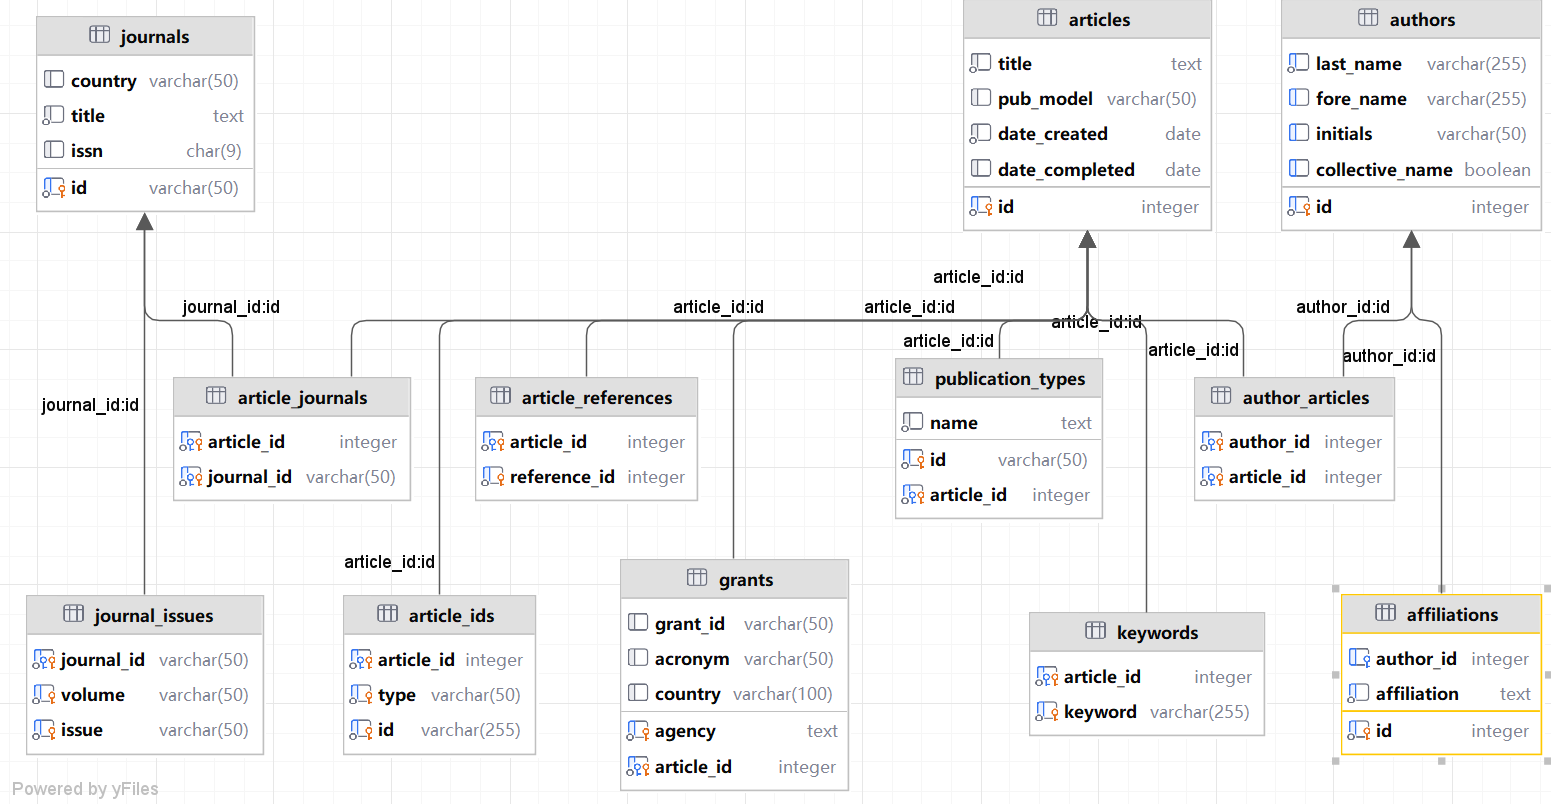 journals
country varchar(50)
title text
issn char(9)
id varchar(50)
articles
title text
pub_model varchar(50)
date_created date
date_completed date
id integer
authors
last_name varchar(255)
fore_name varchar(255)
initials varchar(50)
collective_name boolean
id integer
article_id:id
journal_id:id
article_id:id
article_id:id
author_id:id
article_id:id
article_id:id
article_id:id
author_id:id
journal_id:id
article_journals
article_id integer
journal_id varchar(50)
article_references
article_id integer
reference_id integer
publication_types
name text
id varchar(50)
article_id integer
author_articles
author_id integer
article_id integer
article_id:id
journal_issues
journal_id varchar(50)
volume varchar(50)
issue varchar(50)
article_ids
article_id integer
type varchar(50)
id varchar(255)
grants
grant_id varchar(50)
acronym varchar(50)
country varchar(100)
agency text
article_id integer
keywords
article_id integer
keyword varchar(255)
affiliations
author_id integer
affiliation text
id integer
Powered by yFiles